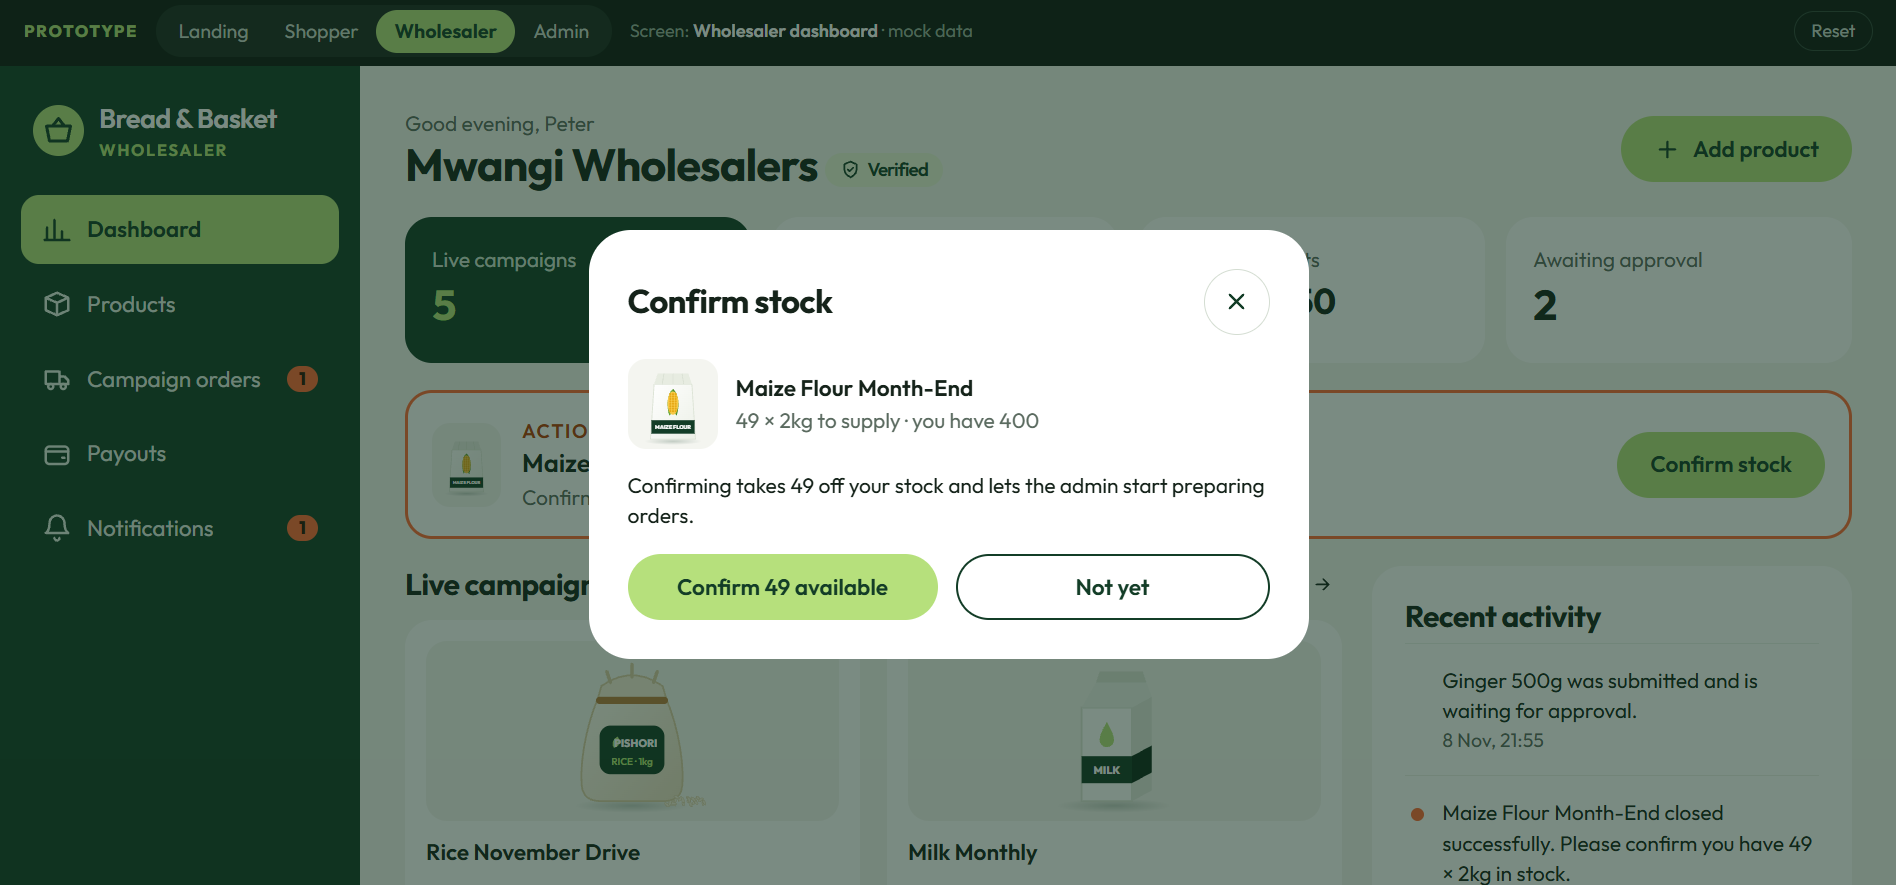 PROTOTYPE
Landing
Shopper
Wholesaler
Admin
Screen: Wholesaler dashboard · mock data
Reset
Bread & Basket
WHOLESALER
Dashboard
Products
Campaign orders
1
Payouts
Notifications
1
Good evening, Peter
Mwangi Wholesalers
Verified
Add product
Live campaigns
5
Awaiting approval
2
Maize
Confirm stock
Confirm stock
Maize Flour Month-End
49 × 2kg to supply · you have 400
MAIZE FLOUR
Confirming takes 49 off your stock and lets the admin start preparing
orders.
Confirm 49 available
Not yet
MAIZE FLOUR
PISHORI
RICE · 1kg
Rice November Drive
MILK
Milk Monthly
Recent activity
Ginger 500g was submitted and is
waiting for approval.
8 Nov, 21:55
Maize Flour Month-End closed
successfully. Please confirm you have 49
× 2kg in stock.